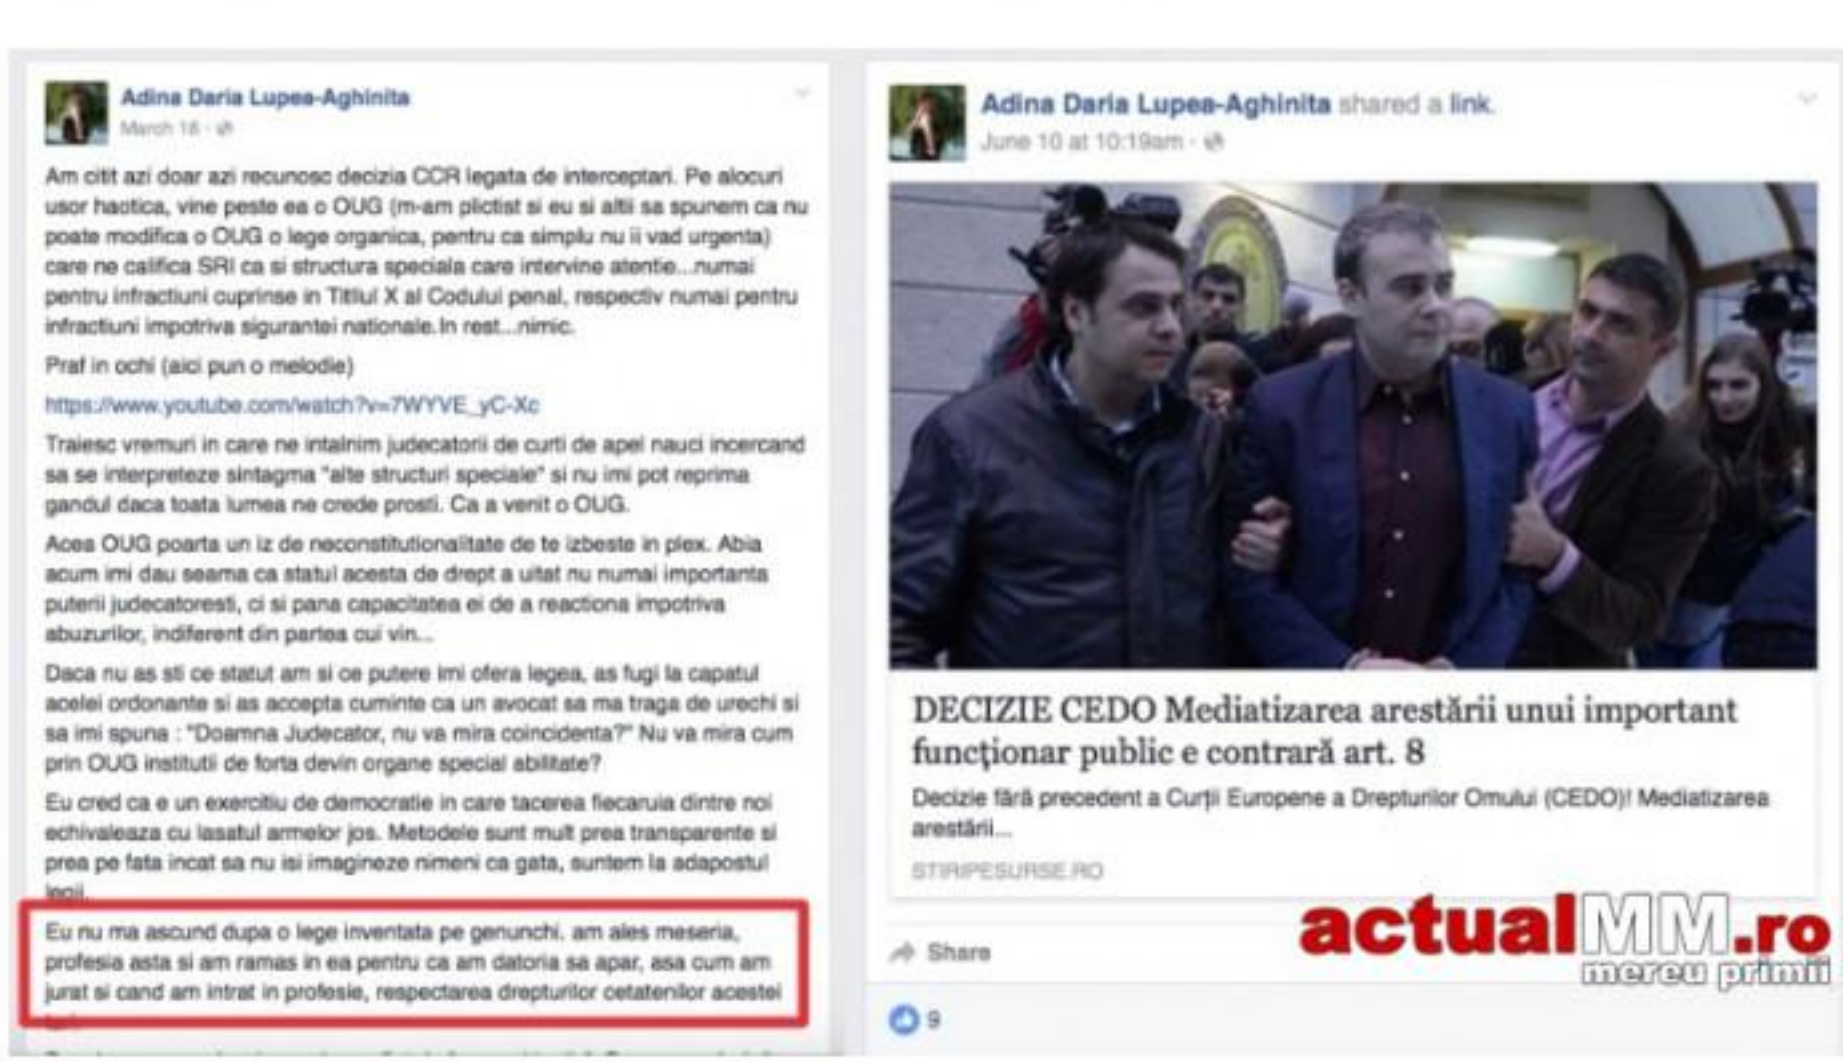 Adina Daria Lupea-Aghinita
March 16
Am citit azi doar azi recunosc decizia CCR legata de interceptari. Pe alocuri
usor haotica, vine peste ea o OUG (m-am plictist si eu si altii sa spunem ca nu
poate modifica o OUG o lege organica, pentru ca simplu nu ii vad urgenta)
care ne califica SRI ca si structura speciala care intervine atentie...numai
pentru infractiuni cuprinse in Titlul X al Codului penal, respectiv numai pentru
infractiuni impotriva sigurantei nationale.In rest...nimic.
Praf in ochi (aici pun o melodie)
https://www.youtube.com/watch?v=7WYVE_yC-Xc
Traiesc vremuri in care ne intalnim judecatorii de curti de apel nauci incercand
sa se interpreteze sintagma "alte structuri speciale" si nu imi pot reprima
gandul daca toata lumea ne crede prosti. Ca a venit o OUG.
Acea OUG poarta un iz de neconstitutionalitate de te izbeste in plex. Abia
acum imi dau seama ca statul acesta de drept a uitat nu numai importanta
puterii judecatoresti, ci si pana capacitatea ei de a reactiona impotriva
abuzurilor, indiferent din partea cui vin...
Daca nu as sti ce statut am si ce putere imi ofera legea, as fugi la capatul
acelei ordonante si as accepta cuminte ca un avocat sa ma traga de urechi si
sa imi spuna : "Doamna Judecator, nu va mira coincidenta?" Nu va mira cum
prin OUG institutii de forta devin organe special abilitate?
Eu cred ca e un exercitiu de democratie in care tacerea fiecaruia dintre noi
echivaleaza cu lasatul armelor jos. Metodele sunt mult prea transparente si
prea pe fata incat sa nu isi imagineze nimeni ca gata, suntem la adapostul
legii.
Eu nu ma ascund dupa o lege inventata pe genunchi. am ales meseria,
profesia asta si am ramas in ea pentru ca am datoria sa apar, asa cum am
jurat si cand am intrat in profesie, respectarea drepturilor cetatenilor acestei
Adina Daria Lupea-Aghinita shared a link.
June 10 at 10:19am
DECIZIE CEDO Mediatizarea arestării unui important
funcționar public e contrară art. 8
Decizie fără precedent a Curții Europene a Drepturilor Omului (CEDO)! Mediatizarea
arestării...
STIRIPESURSE.RO
Share
9
actualMM.ro
mereu primii